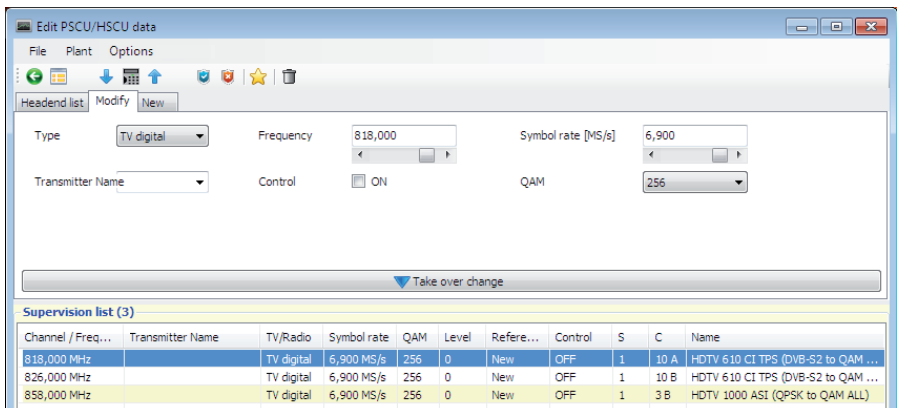 Edit PSCU/HSCU data
File Plant Options
Headend list Modify New
Type TV digital Frequency 818,000 Symbol rate [MS/s] 6,900
Transmitter Name Control ON QAM 256
Take over change
Supervision list (3)
Channel / Freq... Transmitter Name TV/Radio Symbol rate QAM Level Refere... Control S C Name
818,000 MHz TV digital 6,900 MS/s 256 0 New OFF 1 10 A HDTV 610 CI TPS (DVB-S2 to QAM ...
826,000 MHz TV digital 6,900 MS/s 256 0 New OFF 1 10 B HDTV 610 CI TPS (DVB-S2 to QAM ...
858,000 MHz TV digital 6,900 MS/s 256 0 New OFF 1 3 B HDTV 1000 ASI (QPSK to QAM ALL)